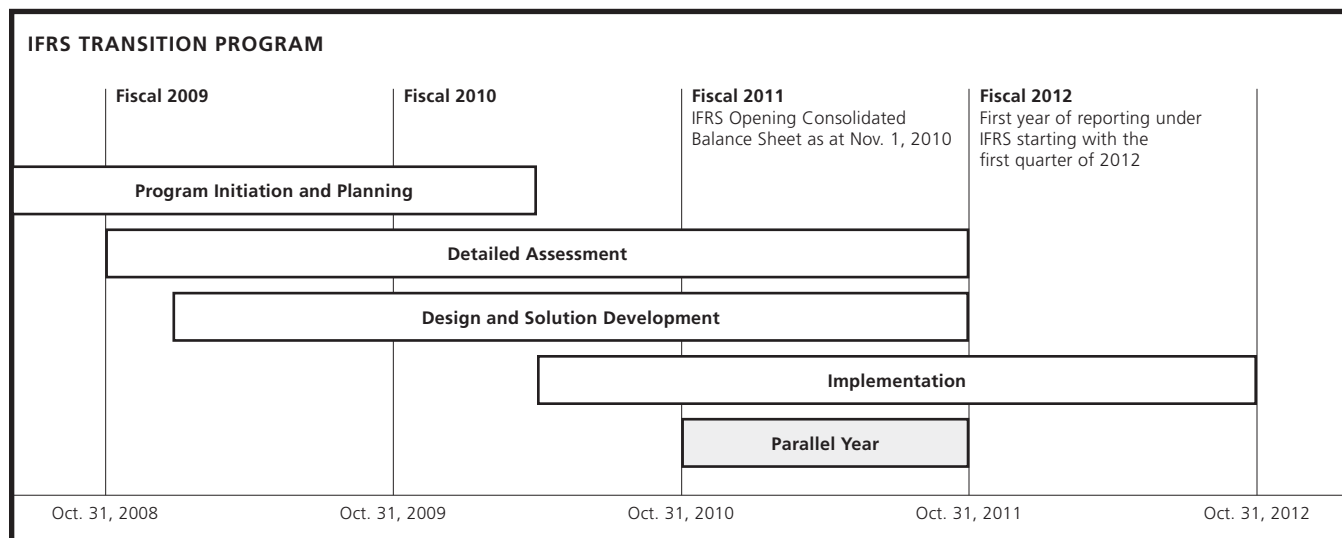 IFRS TRANSITION PROGRAM
Fiscal 2009
Fiscal 2010
Fiscal 2011
IFRS Opening Consolidated
Balance Sheet as at Nov. 1, 2010
Fiscal 2012
First year of reporting under
IFRS starting with the
first quarter of 2012
Program Initiation and Planning
Detailed Assessment
Design and Solution Development
Implementation
Parallel Year
Oct. 31, 2008
Oct. 31, 2009
Oct. 31, 2010
Oct. 31, 2011
Oct. 31, 2012